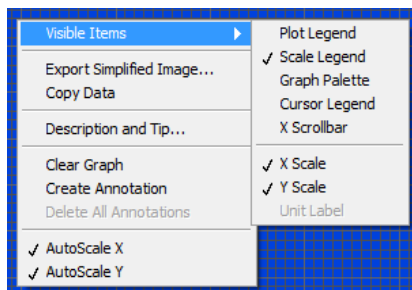 Visible Items
Export Simplified Image...
Copy Data
Description and Tip...
Clear Graph
Create Annotation
Delete All Annotations
AutoScale X
AutoScale Y
Plot Legend
Scale Legend
Graph Palette
Cursor Legend
X Scrollbar
X Scale
Y Scale
Unit Label